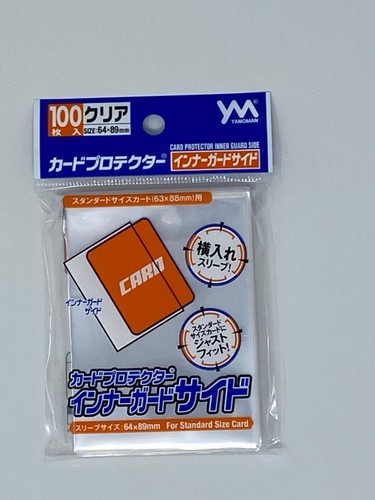 100 クリア
枚入 SIZE:64×89mm
YANOMAN
CARD PROTECTOR INNER GUARD SIDE
カードプロテクター® インナーガードサイド
スタンダードサイズカード(63×88mm)用
CARD
横入れ
スリーブ!
インナーガード
サイド
スタンダード
サイズカードに
ジャスト
フィット!
カードプロテクター
インナーガードサイド
スリーブサイズ:64×89mm For Standard Size Card